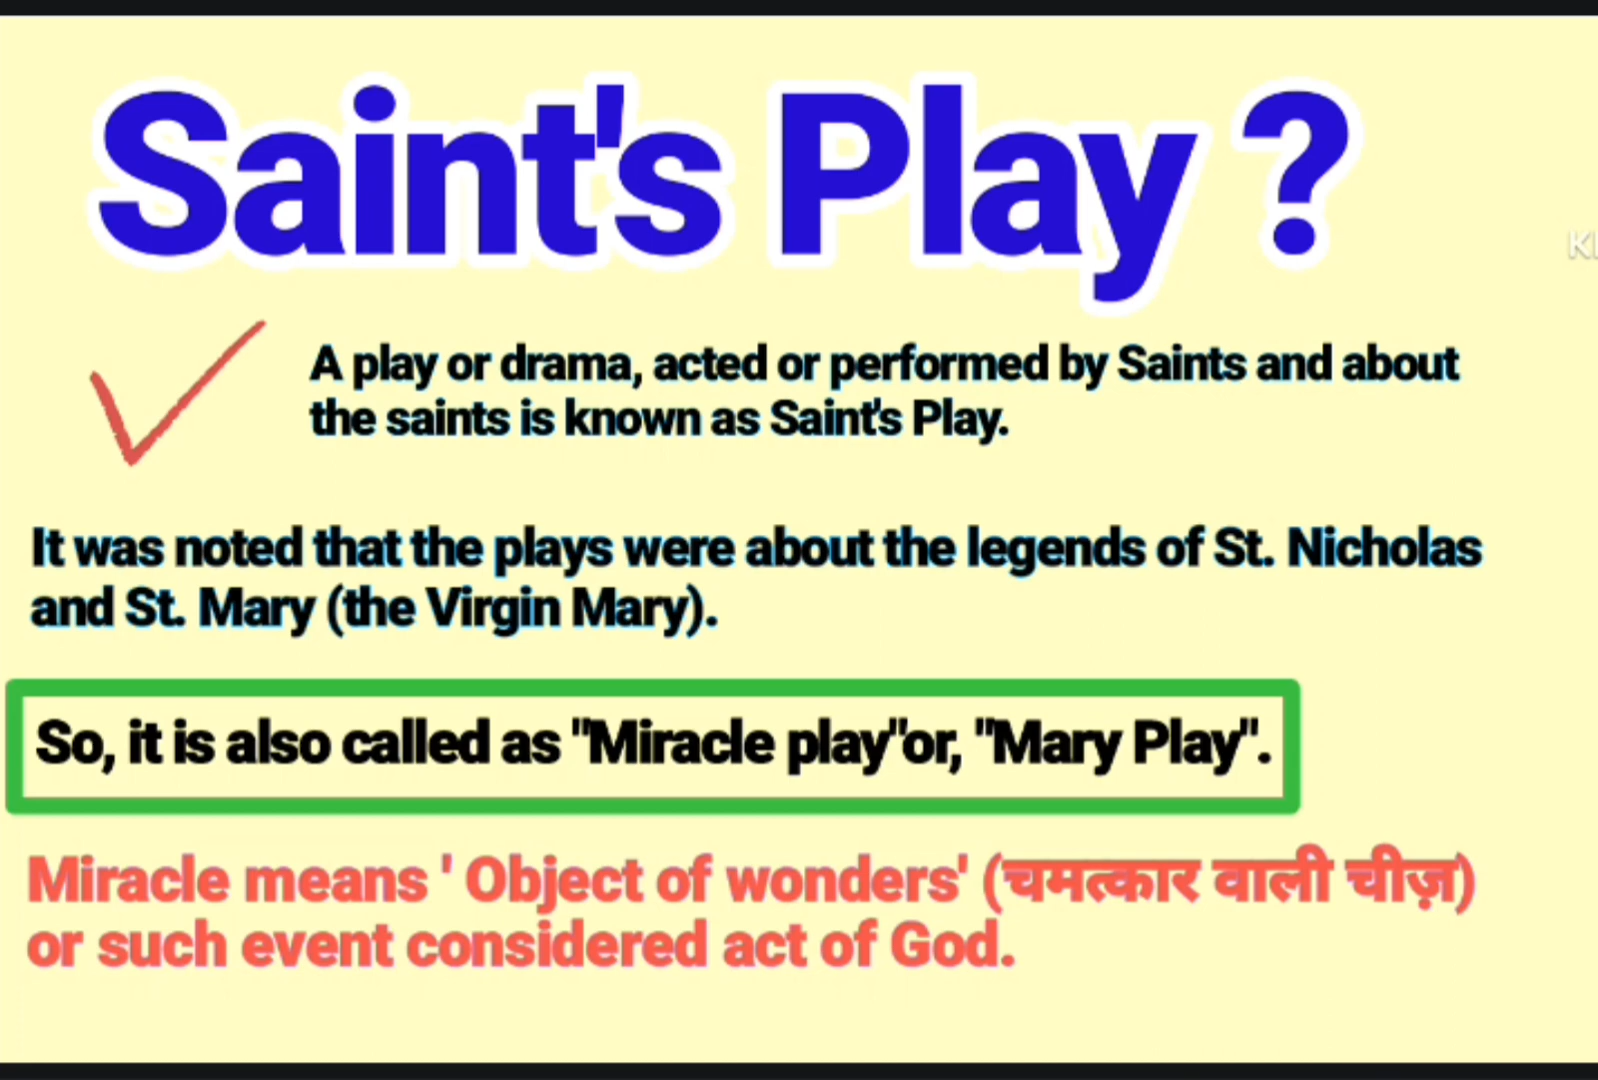 Saint's Play ?
A play or drama, acted or performed by Saints and about
the saints is known as Saint's Play.
It was noted that the plays were about the legends of St. Nicholas
and St. Mary (the Virgin Mary).
So, it is also called as "Miracle play"or, "Mary Play".
Miracle means ' Object of wonders' (चमत्कार वाली चीज़)
or such event considered act of God.